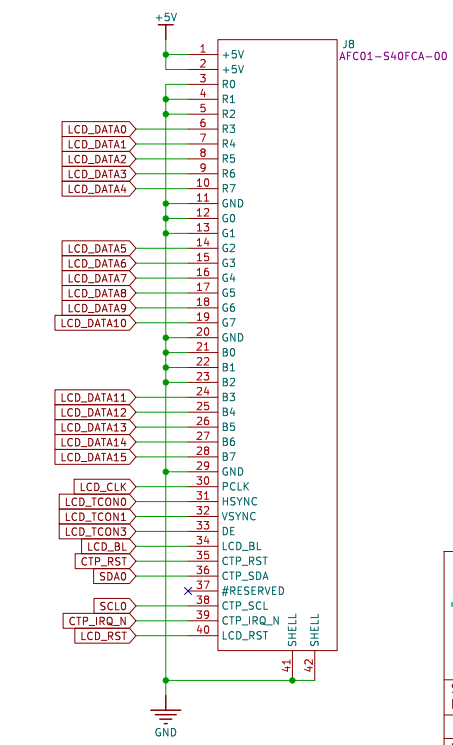 +5V
J8
AFC01-S40FCA-00
1 +5V
2 +5V
3 R0
4 R1
5 R2
LCD_DATA0 6 R3
LCD_DATA1 7 R4
LCD_DATA2 8 R5
LCD_DATA3 9 R6
LCD_DATA4 10 R7
11 GND
12 G0
13 G1
LCD_DATA5 14 G2
LCD_DATA6 15 G3
LCD_DATA7 16 G4
LCD_DATA8 17 G5
LCD_DATA9 18 G6
LCD_DATA10 19 G7
20 GND
21 B0
22 B1
23 B2
LCD_DATA11 24 B3
LCD_DATA12 25 B4
LCD_DATA13 26 B5
LCD_DATA14 27 B6
LCD_DATA15 28 B7
29 GND
LCD_CLK 30 PCLK
LCD_TCON0 31 HSYNC
LCD_TCON1 32 VSYNC
LCD_TCON3 33 DE
LCD_BL 34 LCD_BL
CTP_RST 35 CTP_RST
SDA0 36 CTP_SDA
37 #RESERVED
SCL0 38 CTP_SCL
CTP_IRQ_N 39 CTP_IRQ_N
LCD_RST 40 LCD_RST
SHELL SHELL
41 42
GND